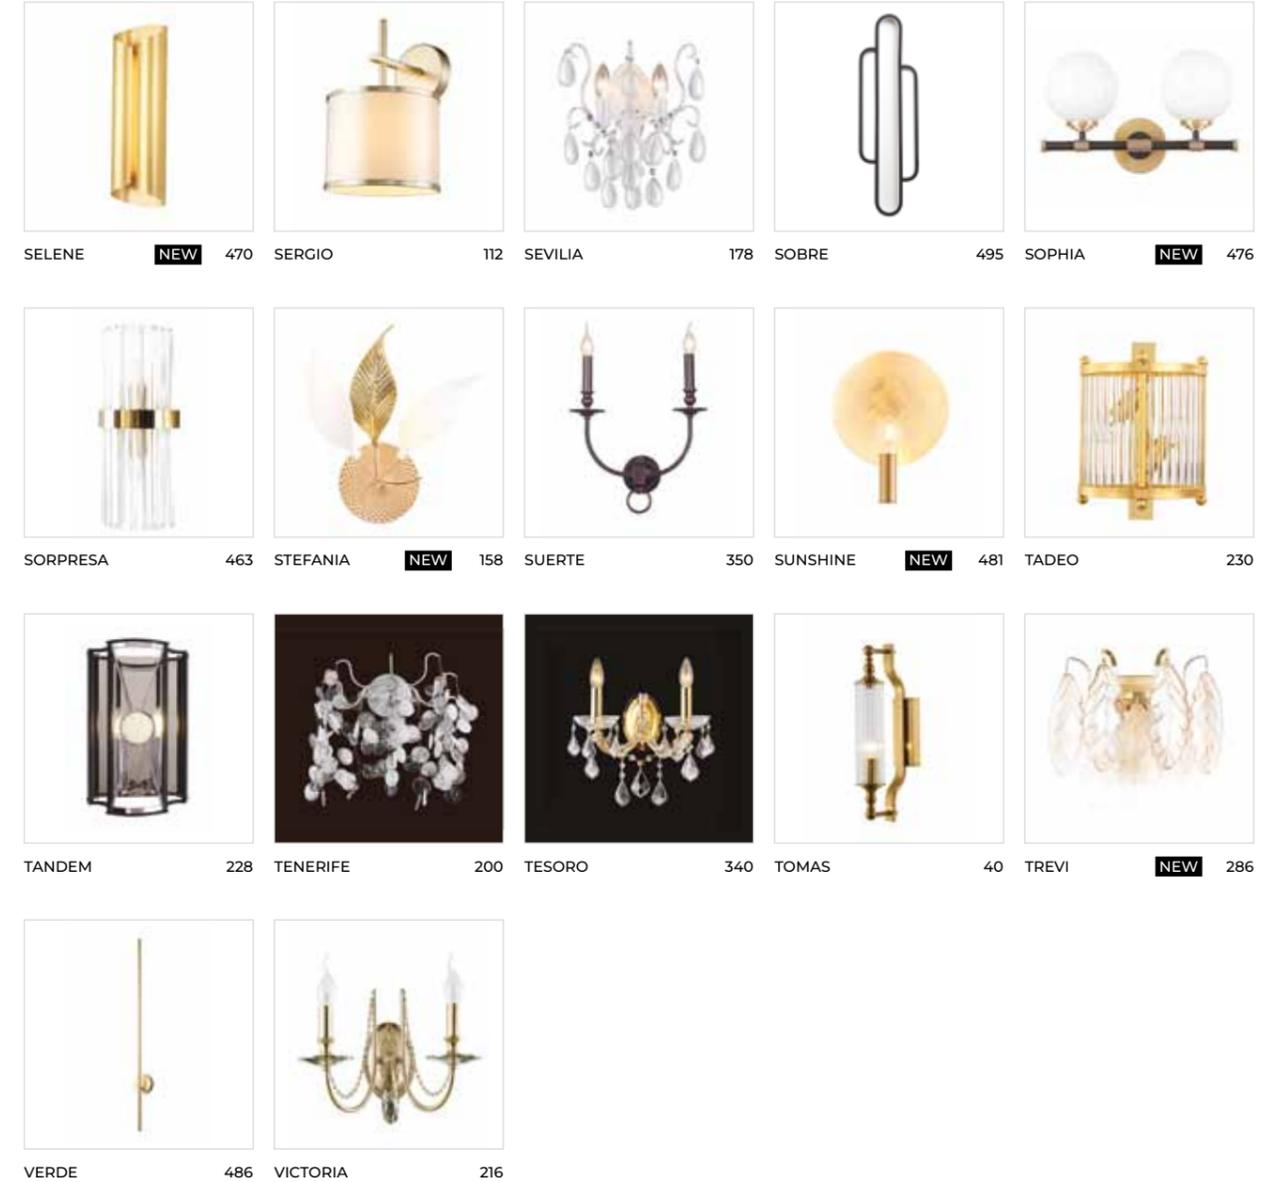 SELENE NEW 470 SERGIO 112 SEVILIA 178 SOBRE 495 SOPHIA NEW 476
SORPRESA 463 STEFANIA NEW 158 SUERTE 350 SUNSHINE NEW 481 TADEO 230
TANDEM 228 TENERIFE 200 TESORO 340 TOMAS 40 TREVI NEW 286
VERDE 486 VICTORIA 216